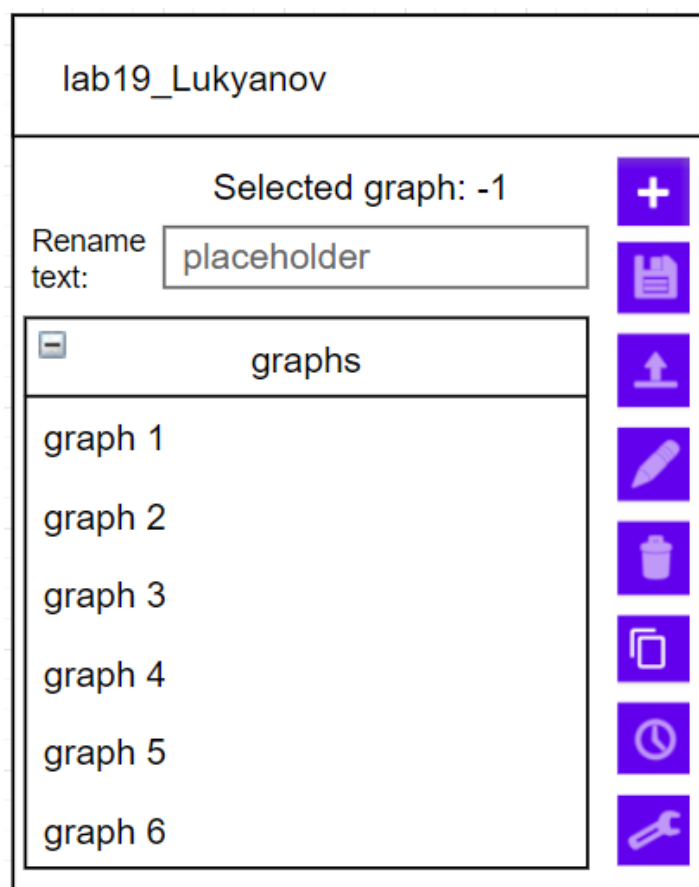 lab19_Lukyanov
Selected graph: -1
Rename
text:
placeholder
graphs
graph 1
graph 2
graph 3
graph 4
graph 5
graph 6